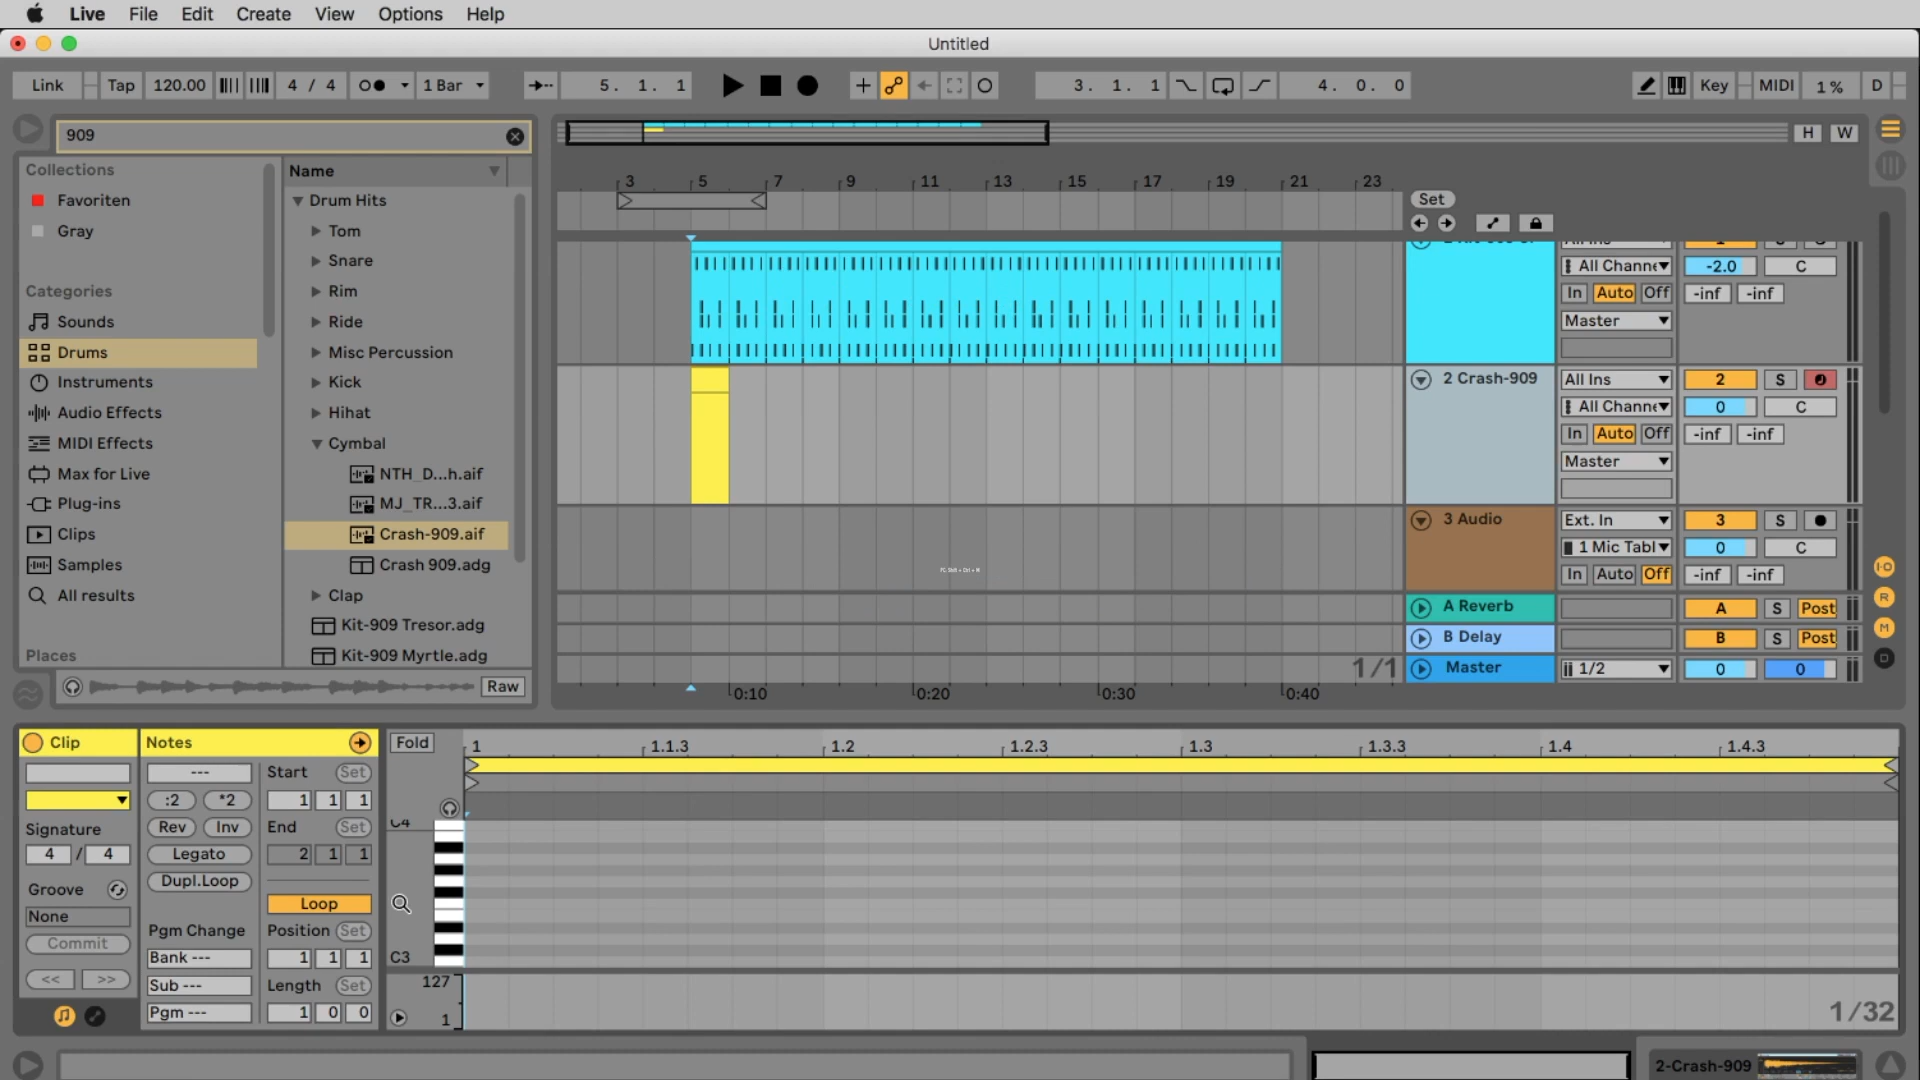 Live File Edit Create View Options Help
Untitled
Link Tap 120.00 4 / 4 1 Bar 5. 1. 1 3. 1. 1 4. 0. 0 Key MIDI 1 % D
909
H W
Collections
Favoriten
Gray
Categories
Sounds
Drums
Instruments
Audio Effects
MIDI Effects
Max for Live
Plug-ins
Clips
Samples
All results
Places
Name
Drum Hits
Tom
Snare
Rim
Ride
Misc Percussion
Kick
Hihat
Cymbal
NTH_D...h.aif
MJ_TR...3.aif
Crash-909.aif
Crash 909.adg
Clap
Kit-909 Tresor.adg
Kit-909 Myrtle.adg
Raw
3 5 7 9 11 13 15 17 19 21 23
Set
All Channe -2.0 C
In Auto Off -inf -inf
Master
2 Crash-909 All Ins 2 S
All Channe 0 C
In Auto Off -inf -inf
Master
3 Audio Ext. In 3 S
1 Mic Tabl 0 C
In Auto Off -inf -inf
A Reverb A S Post
B Delay B S Post
1/1 Master 1/2 0 0
I·O
R
M
D
0:10 0:20 0:30 0:40
Clip
Signature
4 / 4
Groove
None
Commit
<< >>
Notes
---
:2 *2
Rev Inv
Legato
Dupl.Loop
Pgm Change
Bank ---
Sub ---
Pgm ---
Start Set
1 1 1
End Set
2 1 1
Loop
Position Set
1 1 1
Length Set
1 0 0
Fold
1 1.1.3 1.2 1.2.3 1.3 1.3.3 1.4 1.4.3
C4
C3
127
1
1/32
2-Crash-909